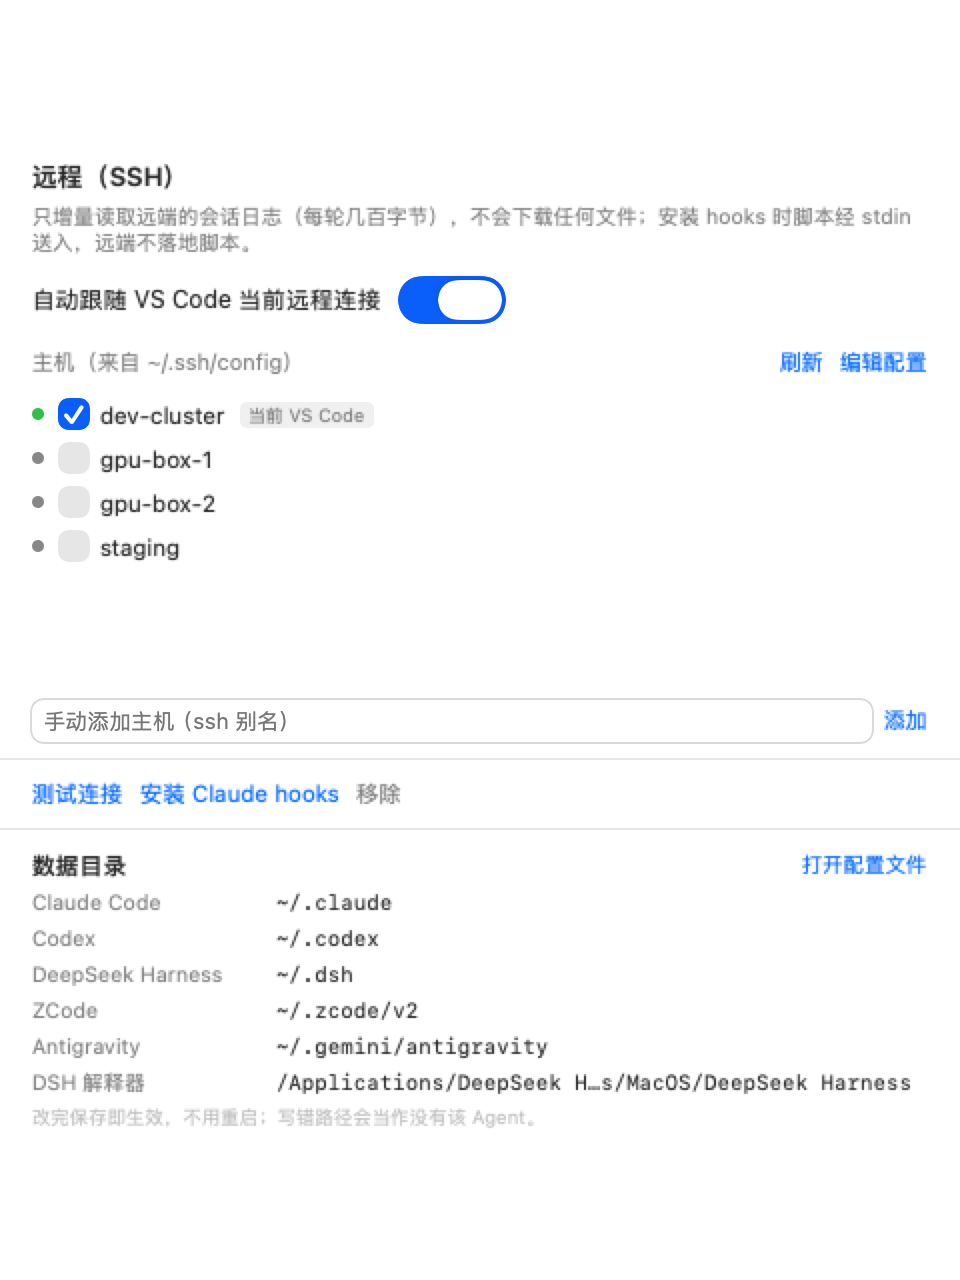 远程（SSH）
只增量读取远端的会话日志（每轮几百字节），不会下载任何文件；安装 hooks 时脚本经 stdin
送入，远端不落地脚本。
自动跟随 VS Code 当前远程连接
主机（来自 ~/.ssh/config） 刷新 编辑配置
dev-cluster 当前 VS Code
gpu-box-1
gpu-box-2
staging
手动添加主机（ssh 别名） 添加
测试连接 安装 Claude hooks 移除
数据目录 打开配置文件
Claude Code ~/.claude
Codex ~/.codex
DeepSeek Harness ~/.dsh
ZCode ~/.zcode/v2
Antigravity ~/.gemini/antigravity
DSH 解释器 /Applications/DeepSeek H…s/MacOS/DeepSeek Harness
改完保存即生效，不用重启；写错路径会当作没有该 Agent。